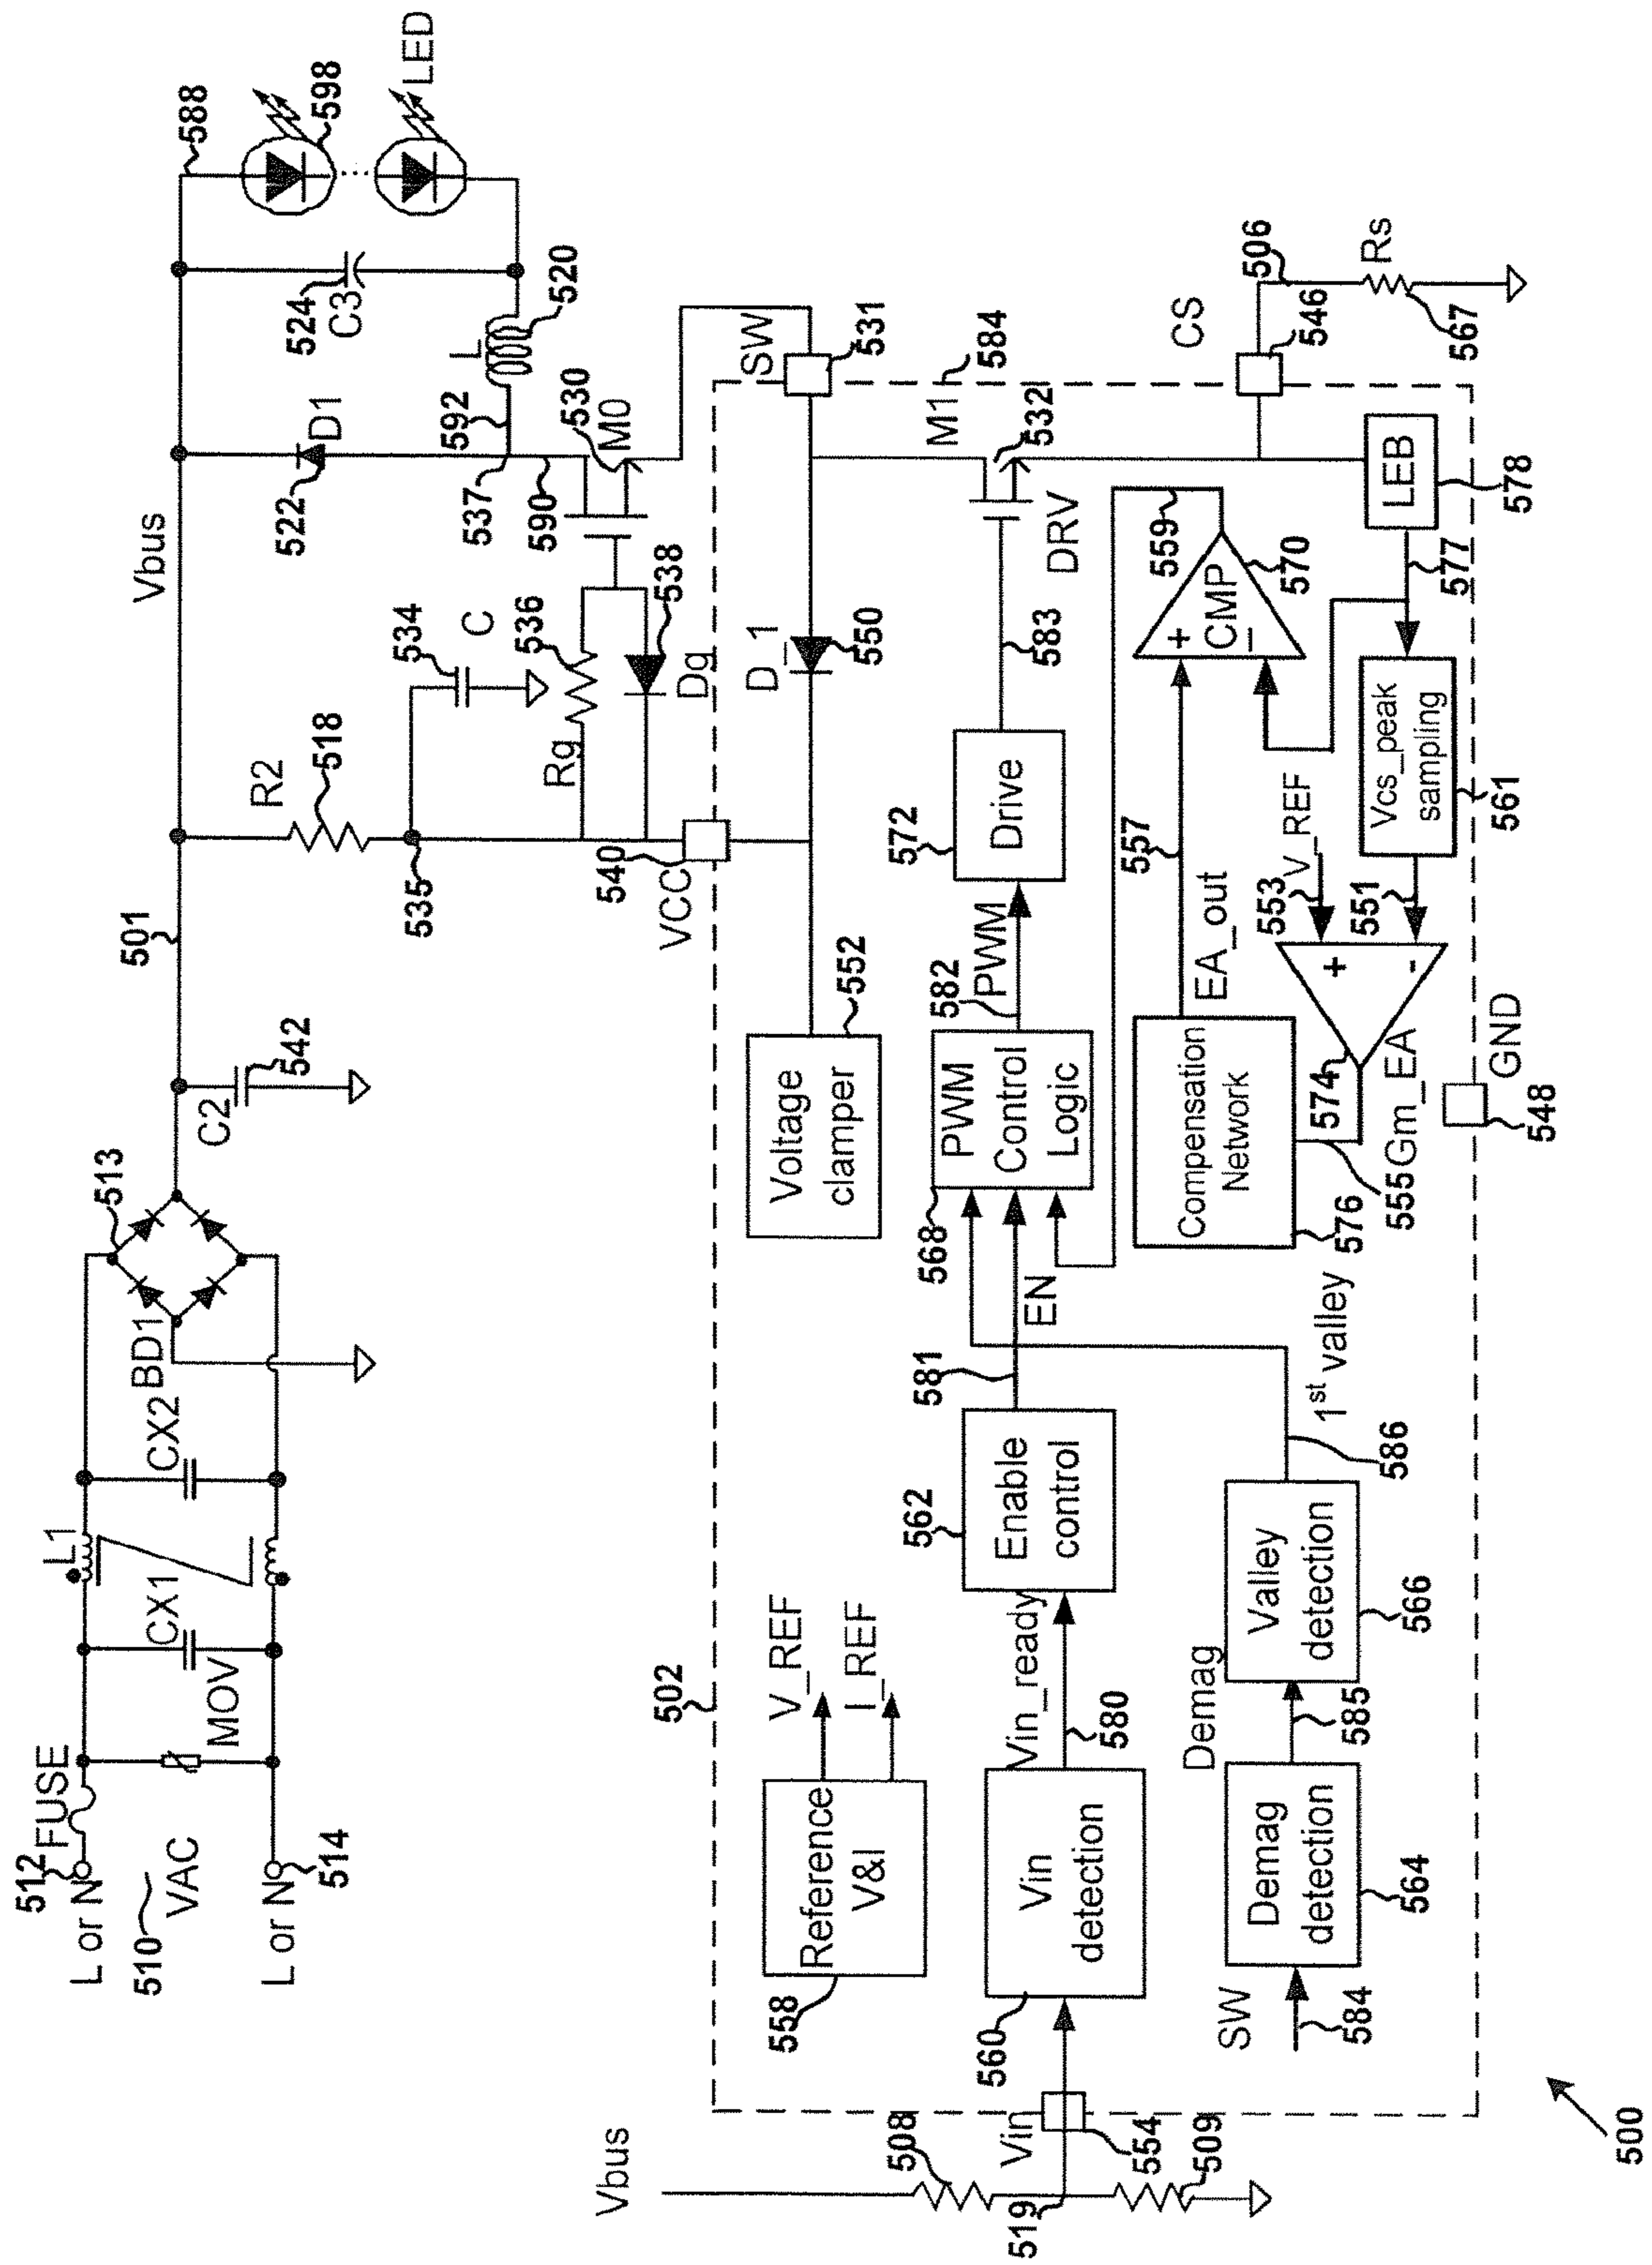 512
FUSE
L or N
510
VAC
L or N
514
MOV
CX1
L1
CX2
BD1
513
C2
542
501
Vbus
R2
518
535
534
C
Rg
536
538
Dg
540
VCC
522
D1
537
592
590
530
M0
L
520
524
C3
588
598
LED
SW
531
502
Reference
V&I
558
V_REF
I_REF
Voltage
clamper
552
D_1
550
M1
584
532
DRV
583
CS
546
506
Rs
567
Vbus
508
519
Vin
554
509
560
Vin
detection
Vin_ready
580
562
Enable
control
581
EN
568
PWM
Control
Logic
582
PWM
572
Drive
559
+
CMP
-
570
LEB
578
577
SW
584
Demag
detection
564
Demag
585
Valley
detection
566
1st valley
586
Compensation
Network
576
EA_out
557
555
Gm_EA
574
+
-
553
V_REF
551
Vcs_peak
sampling
561
GND
548
500